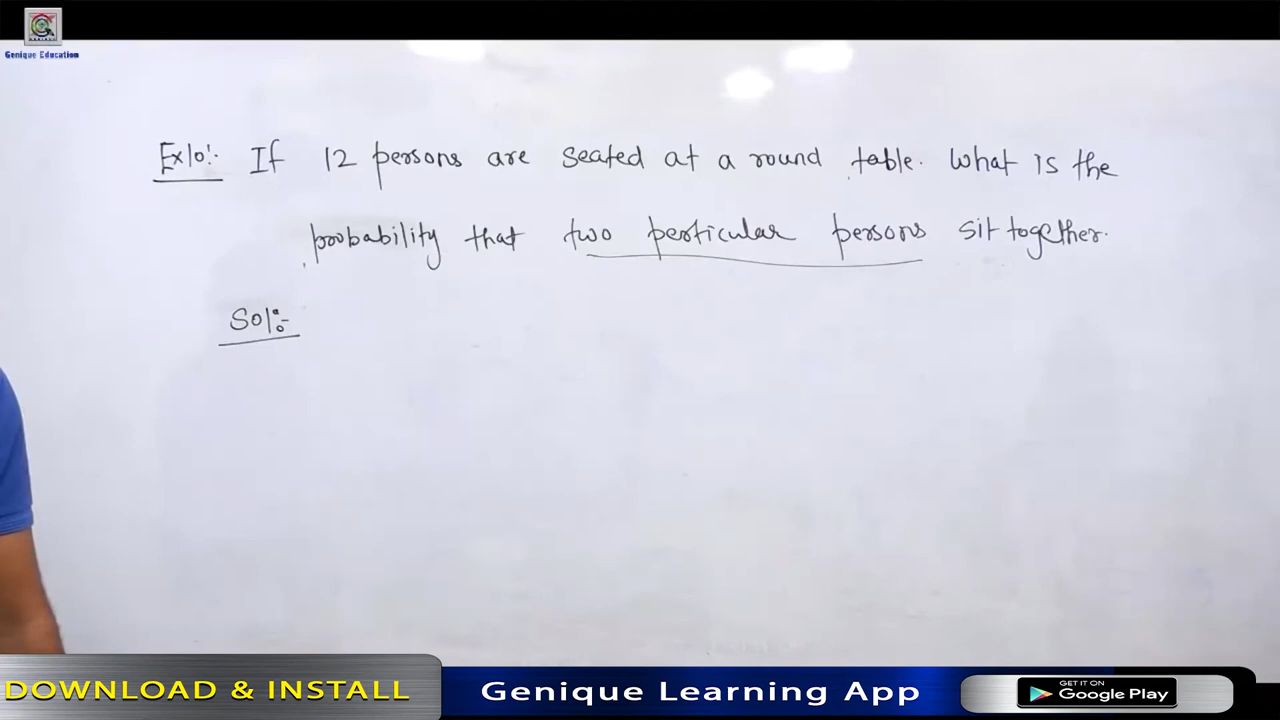 Genique Education
Ex10:- If 12 persons are seated at a round table. What is the
probability that two perticular persons sit together.
Sol:-
DOWNLOAD & INSTALL
Genique Learning App
GET IT ON
Google Play